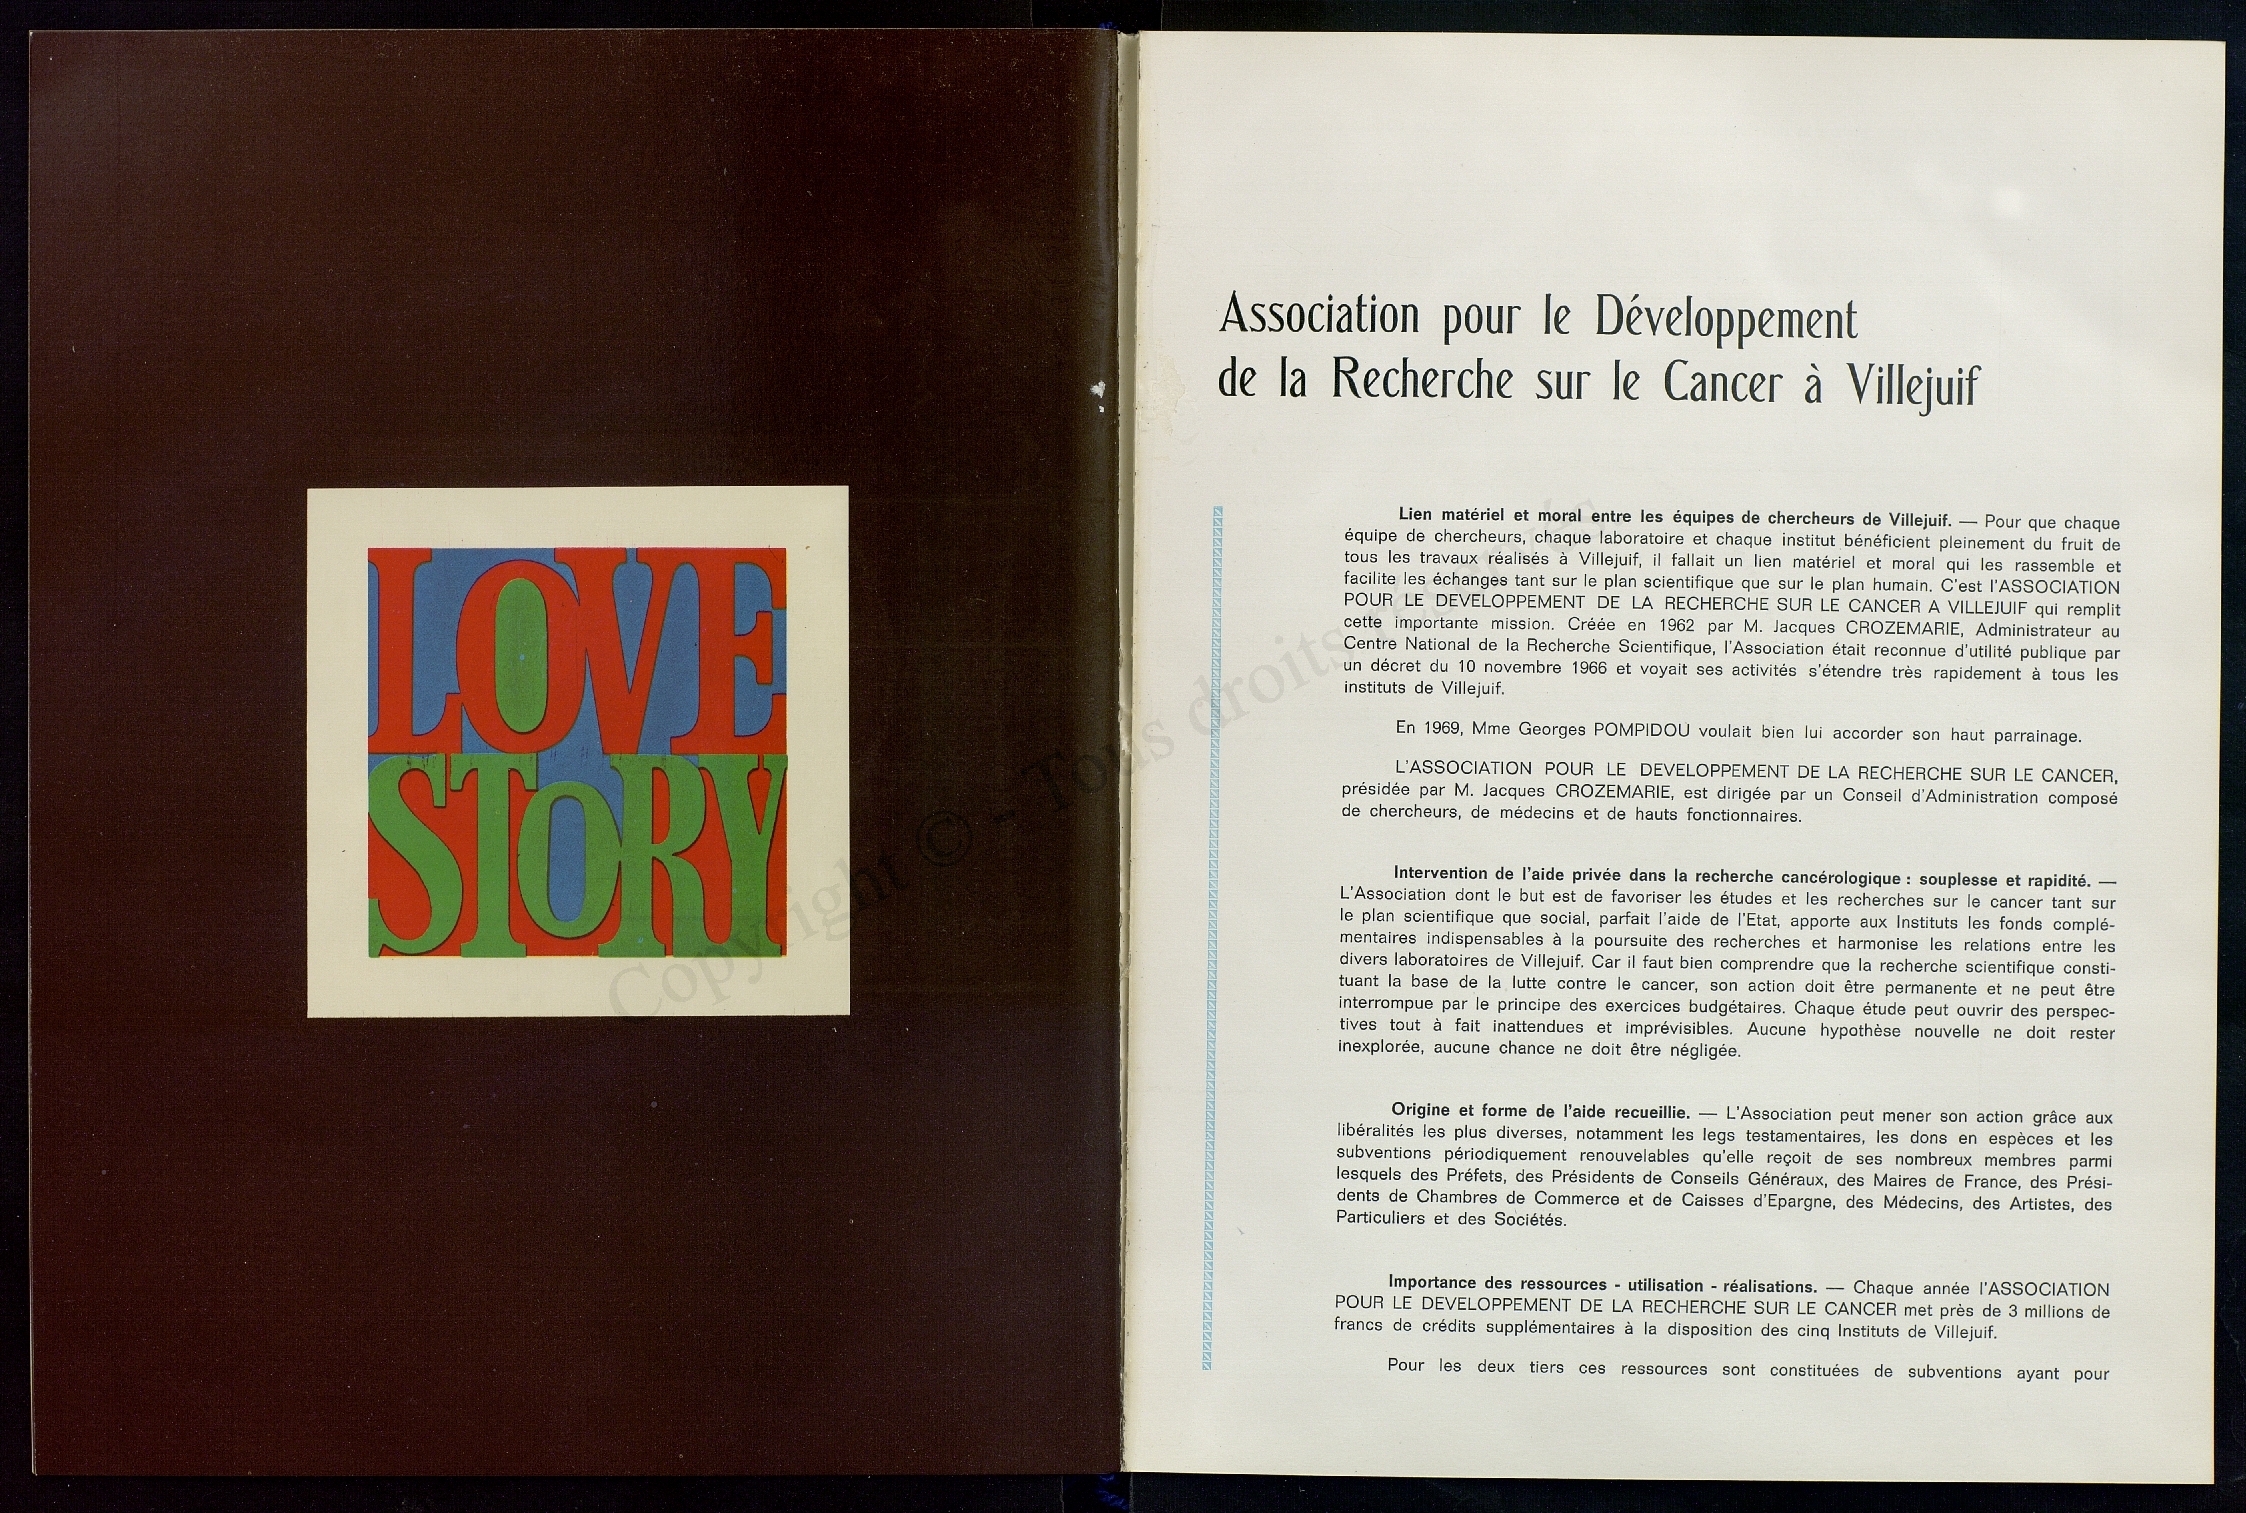 LOVE
STORY
Association pour le Développement
de la Recherche sur le Cancer à Villejuif
Lien matériel et moral entre les équipes de chercheurs de Villejuif. — Pour que chaque
équipe de chercheurs, chaque laboratoire et chaque institut bénéficient pleinement du fruit de
tous les travaux réalisés à Villejuif, il fallait un lien matériel et moral qui les rassemble et
facilite les échanges tant sur le plan scientifique que sur le plan humain. C'est l'ASSOCIATION
POUR LE DEVELOPPEMENT DE LA RECHERCHE SUR LE CANCER A VILLEJUIF qui remplit
cette importante mission. Créée en 1962 par M. Jacques CROZEMARIE, Administrateur au
Centre National de la Recherche Scientifique, l'Association était reconnue d'utilité publique par
un décret du 10 novembre 1966 et voyait ses activités s'étendre très rapidement à tous les
instituts de Villejuif.
En 1969, Mme Georges POMPIDOU voulait bien lui accorder son haut parrainage.
L'ASSOCIATION POUR LE DEVELOPPEMENT DE LA RECHERCHE SUR LE CANCER,
présidée par M. Jacques CROZEMARIE, est dirigée par un Conseil d'Administration composé
de chercheurs, de médecins et de hauts fonctionnaires.
Intervention de l'aide privée dans la recherche cancérologique : souplesse et rapidité. —
L'Association dont le but est de favoriser les études et les recherches sur le cancer tant sur
le plan scientifique que social, parfait l'aide de l'Etat, apporte aux Instituts les fonds complé-
mentaires indispensables à la poursuite des recherches et harmonise les relations entre les
divers laboratoires de Villejuif. Car il faut bien comprendre que la recherche scientifique consti-
tuant la base de la lutte contre le cancer, son action doit être permanente et ne peut être
interrompue par le principe des exercices budgétaires. Chaque étude peut ouvrir des perspec-
tives tout à fait inattendues et imprévisibles. Aucune hypothèse nouvelle ne doit rester
inexplorée, aucune chance ne doit être négligée.
Origine et forme de l'aide recueillie. — L'Association peut mener son action grâce aux
libéralités les plus diverses, notamment les legs testamentaires, les dons en espèces et les
subventions périodiquement renouvelables qu'elle reçoit de ses nombreux membres parmi
lesquels des Préfets, des Présidents de Conseils Généraux, des Maires de France, des Prési-
dents de Chambres de Commerce et de Caisses d'Epargne, des Médecins, des Artistes, des
Particuliers et des Sociétés.
Importance des ressources - utilisation - réalisations. — Chaque année l'ASSOCIATION
POUR LE DEVELOPPEMENT DE LA RECHERCHE SUR LE CANCER met près de 3 millions de
francs de crédits supplémentaires à la disposition des cinq Instituts de Villejuif.
Pour les deux tiers ces ressources sont constituées de subventions ayant pour
Copyright © - Tous droits réservés.